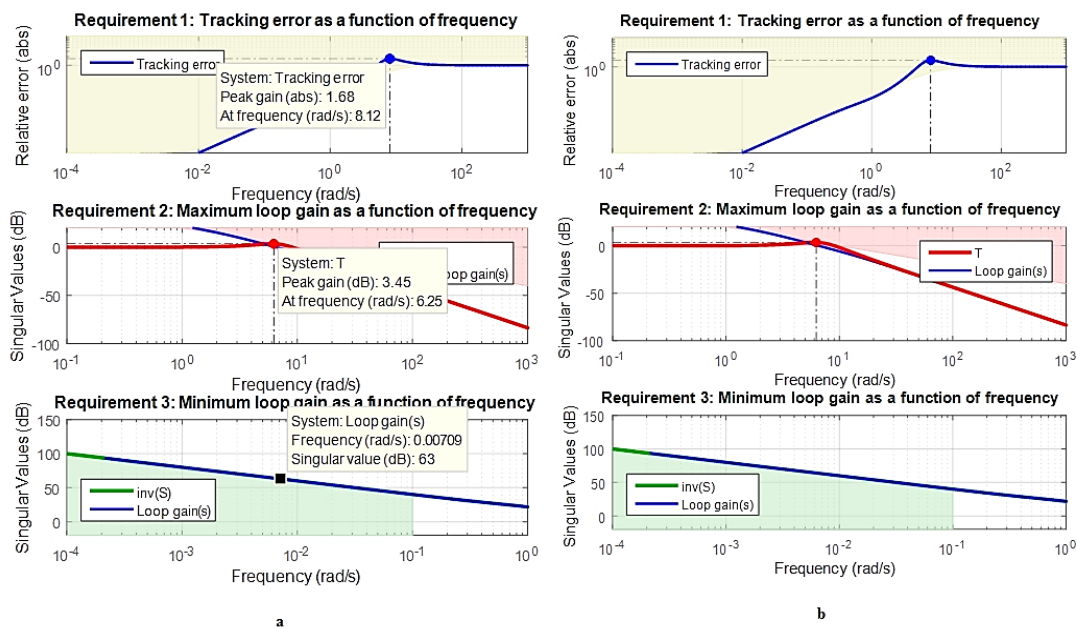 Requirement 1: Tracking error as a function of frequency
Relative error (abs)
10^0
Tracking error
System: Tracking error
Peak gain (abs): 1.68
At frequency (rad/s): 8.12
10^-4
10^-2
10^0
10^2
Frequency (rad/s)
Requirement 2: Maximum loop gain as a function of frequency
Singular Values (dB)
0
-50
-100
oop gain(s)
System: T
Peak gain (dB): 3.45
At frequency (rad/s): 6.25
10^-1
10^0
10^1
10^2
10^3
Frequency (rad/s)
Requirement 3: Minimum loop gain as a function of frequency
Singular Values (dB)
150
100
50
0
System: Loop gain(s)
Frequency (rad/s): 0.00709
Singular value (dB): 63
inv(S)
Loop gain(s)
10^-4
10^-3
10^-2
10^-1
10^0
Frequency (rad/s)
a
Requirement 1: Tracking error as a function of frequency
Relative error (abs)
10^0
Tracking error
10^-4
10^-2
10^0
10^2
Frequency (rad/s)
Requirement 2: Maximum loop gain as a function of frequency
Singular Values (dB)
0
-50
-100
T
Loop gain(s)
10^-1
10^0
10^1
10^2
10^3
Frequency (rad/s)
Requirement 3: Minimum loop gain as a function of frequency
Singular Values (dB)
150
100
50
0
inv(S)
Loop gain(s)
10^-4
10^-3
10^-2
10^-1
10^0
Frequency (rad/s)
b